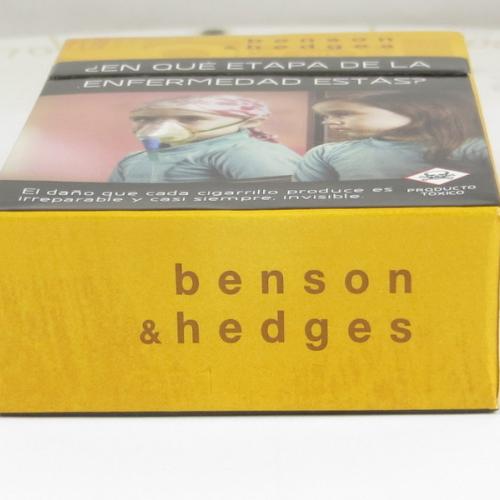 benson
& hedges
¿EN QUÉ ETAPA DE LA
ENFERMEDAD ESTÁS?
El daño que cada cigarrillo produce es
irreparable y casi siempre, invisible.
PRODUCTO
TÓXICO
benson
& hedges